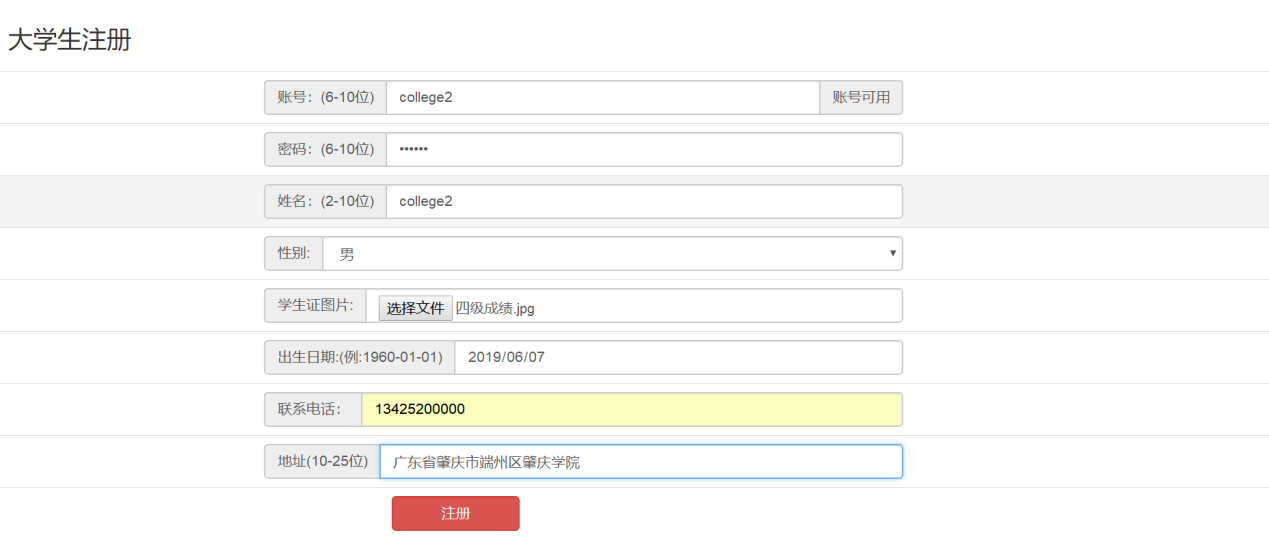 大学生注册
账号：(6-10位) college2 账号可用
密码：(6-10位) ••••••
姓名：(2-10位) college2
性别: 男
学生证图片: 选择文件 四级成绩.jpg
出生日期:(例:1960-01-01) 2019/06/07
联系电话： 13425200000
地址(10-25位) 广东省肇庆市端州区肇庆学院
注册